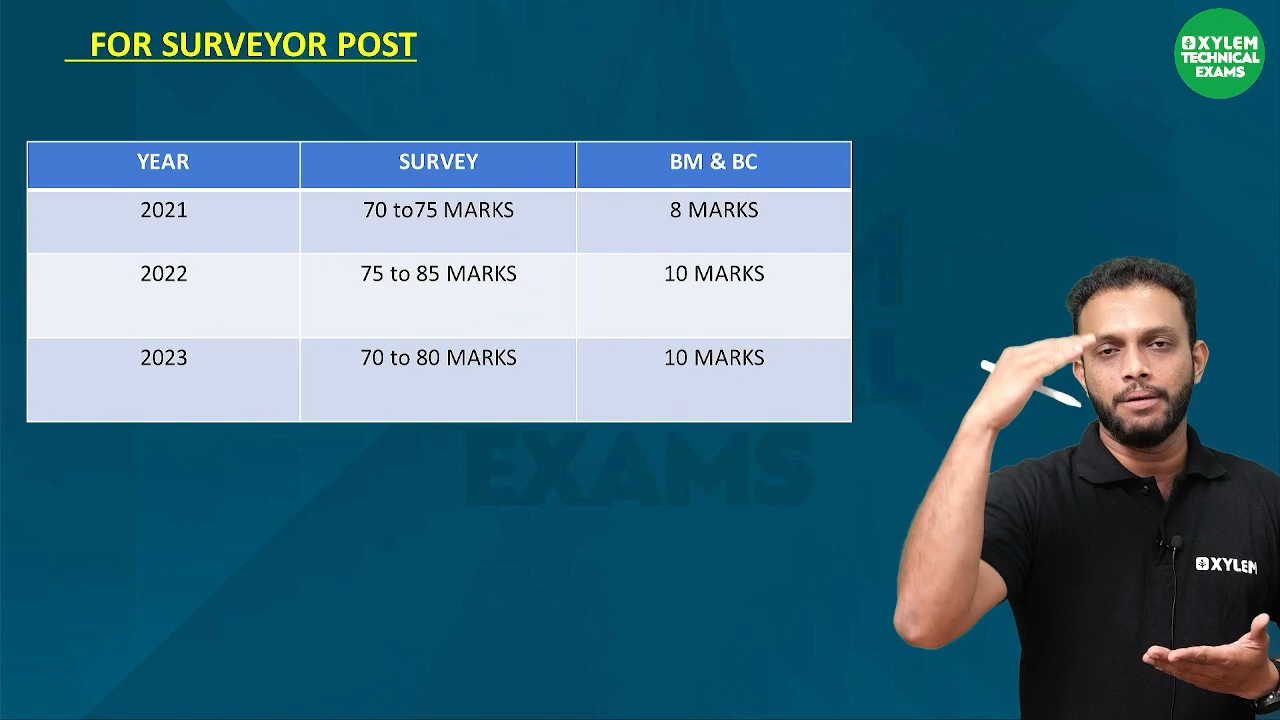 FOR SURVEYOR POST
XYLEM
TECHNICAL
EXAMS
YEAR SURVEY BM & BC
2021 70 to75 MARKS 8 MARKS
2022 75 to 85 MARKS 10 MARKS
2023 70 to 80 MARKS 10 MARKS
EXAMS
XYLEM